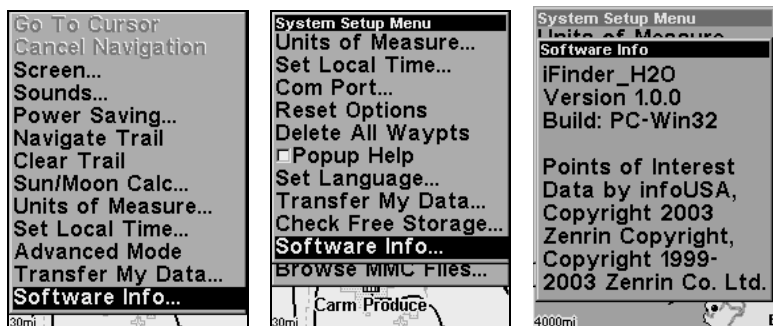 Go To Cursor
Cancel Navigation
Screen...
Sounds...
Power Saving...
Navigate Trail
Clear Trail
Sun/Moon Calc...
Units of Measure...
Set Local Time...
Advanced Mode
Transfer My Data...
Software Info...
30mi
System Setup Menu
Units of Measure...
Set Local Time...
Com Port...
Reset Options
Delete All Waypts
Popup Help
Set Language...
Transfer My Data...
Check Free Storage...
Software Info...
Browse MMC Files...
Carm Produce
30mi
System Setup Menu
Units of Measure
Software Info
iFinder_H2O
Version 1.0.0
Build: PC-Win32
Points of Interest
Data by infoUSA,
Copyright 2003
Zenrin Copyright,
Copyright 1999-
2003 Zenrin Co. Ltd.
4000mi